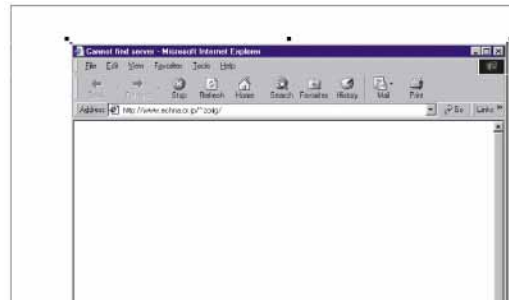 Cannot find server - Microsoft Internet Explorer
File Edit View Favorites Tools Help
Stop Refresh Home Search Favorites History Mail Print
Address Go Links